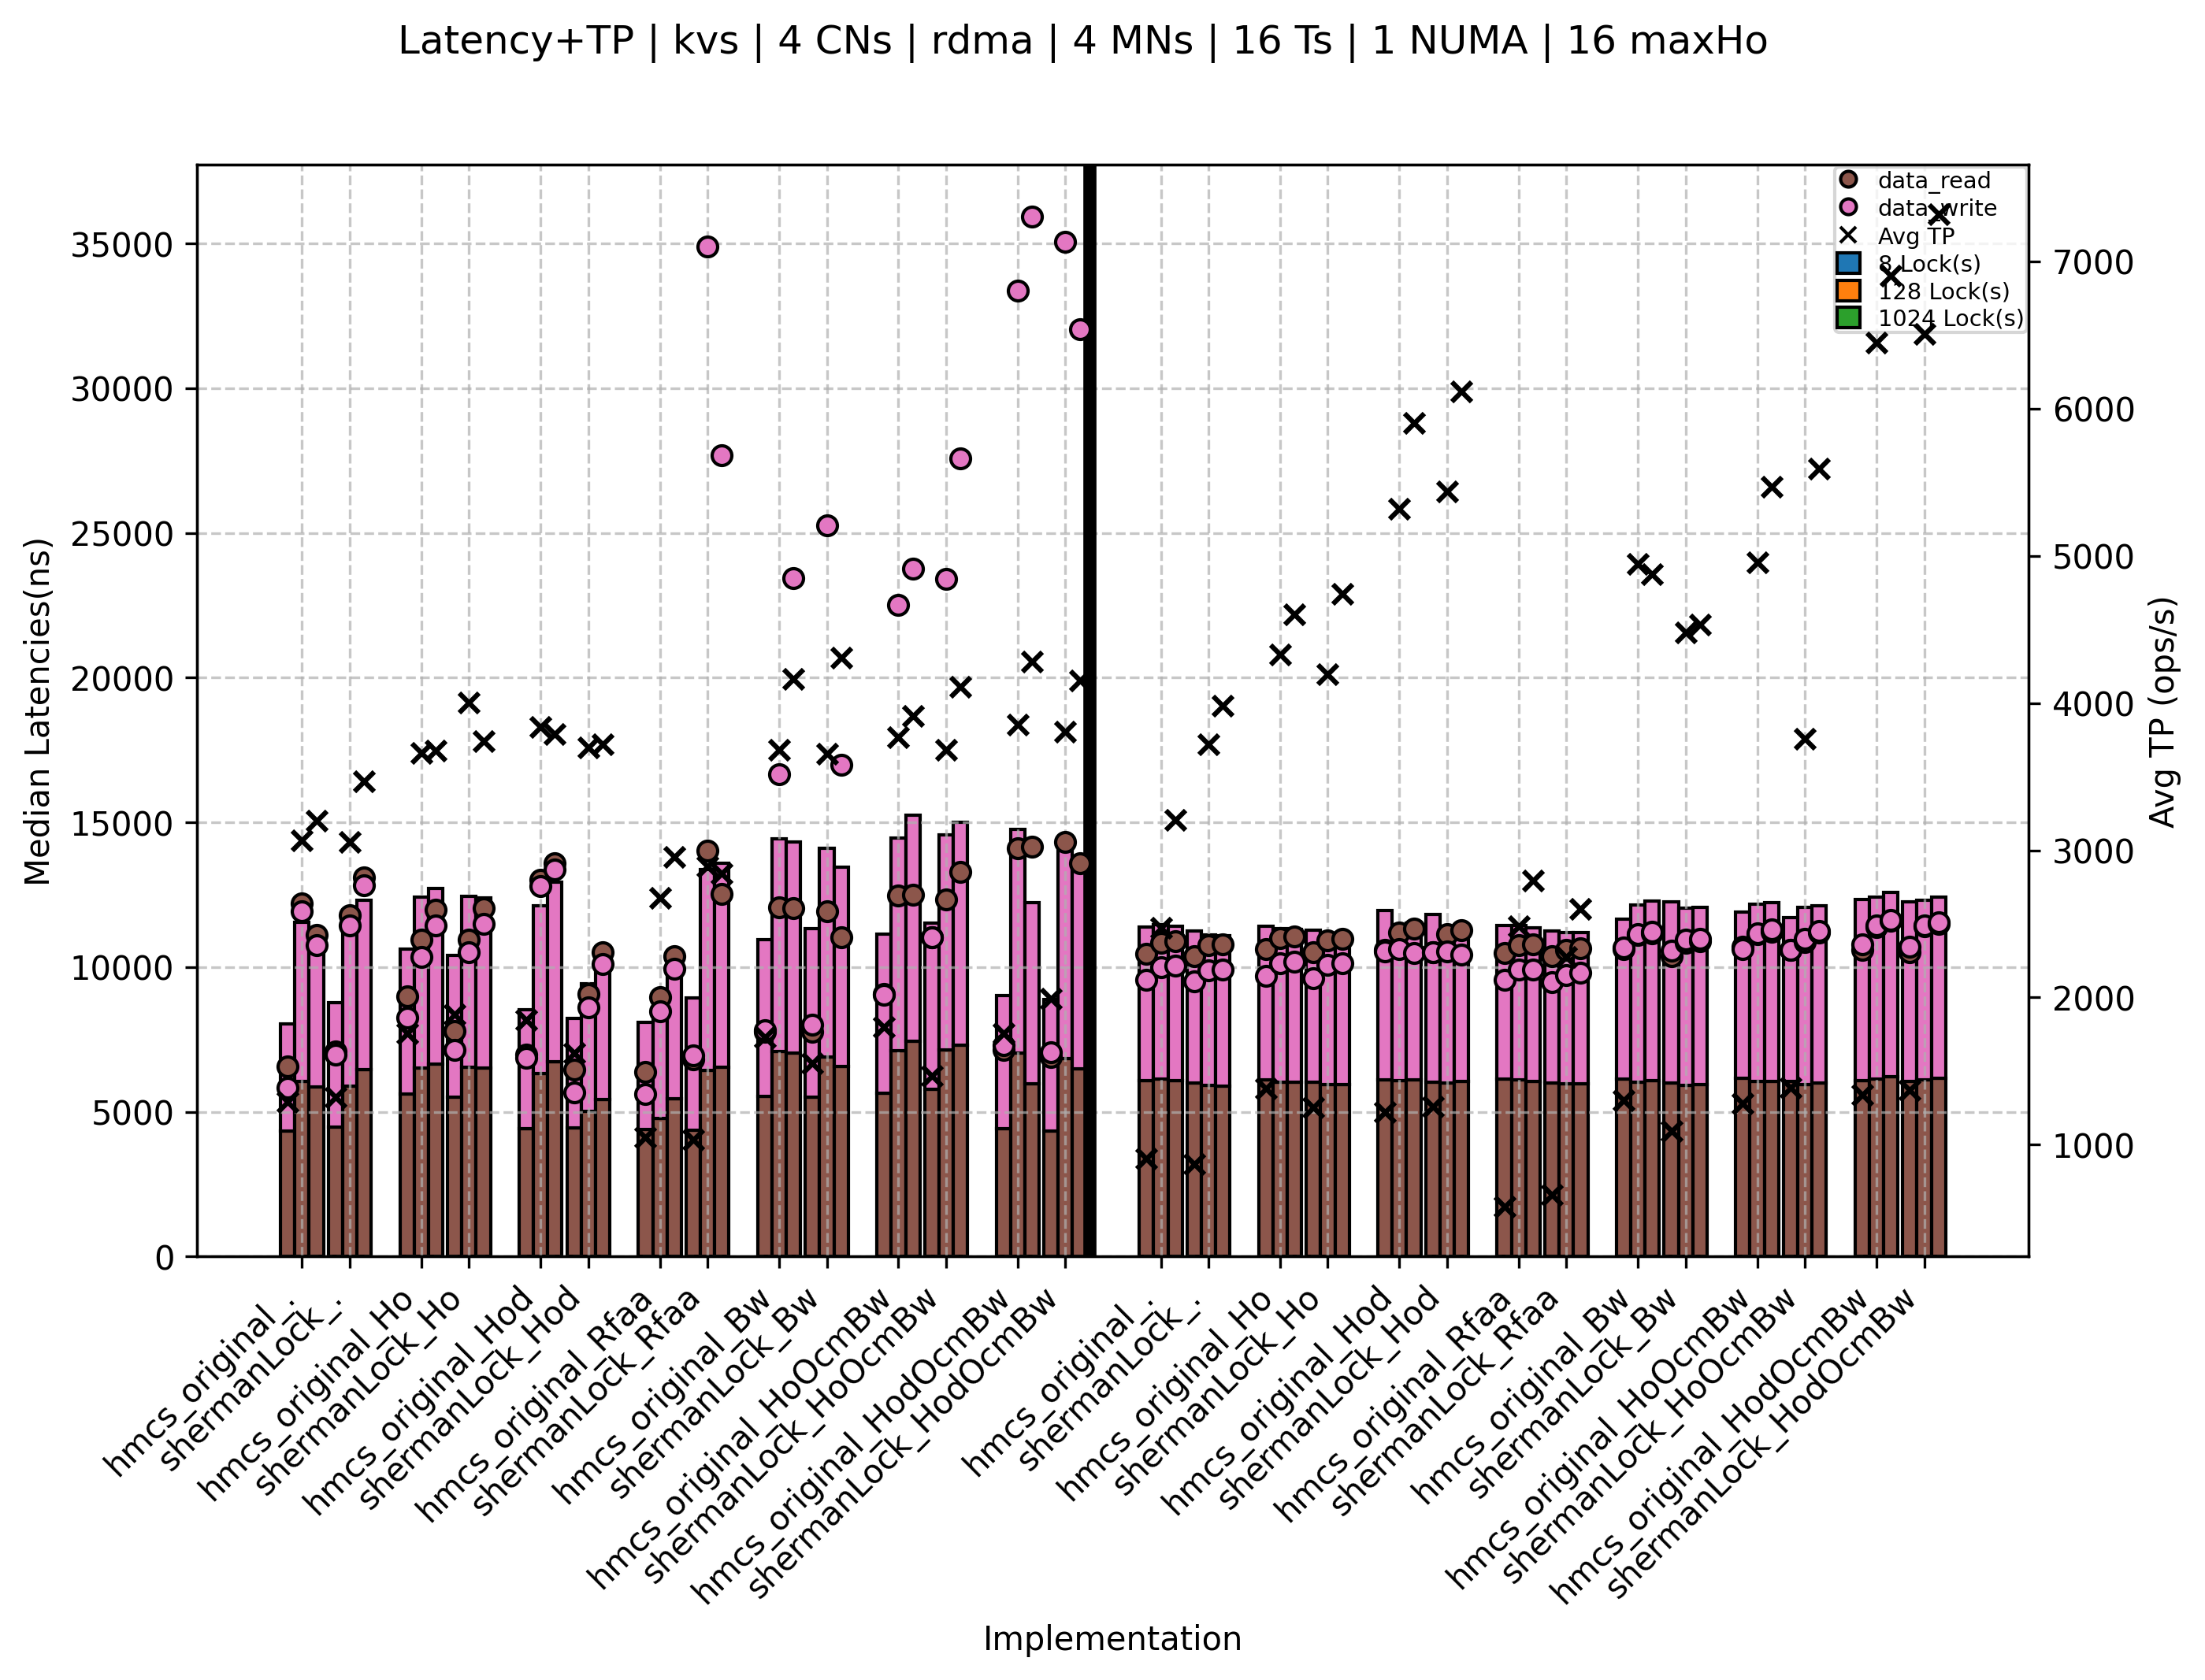 Latency+TP | kvs | 4 CNs | rdma | 4 MNs | 16 Ts | 1 NUMA | 16 maxHo
data_read
data_write
Avg TP
8 Lock(s)
128 Lock(s)
1024 Lock(s)
35000
30000
25000
20000
15000
10000
5000
0
Median Latencies(ns)
7000
6000
5000
4000
3000
2000
1000
Avg TP (ops/s)
hmcs_original_.
shermanLock_.
hmcs_original_Ho
shermanLock_Ho
hmcs_original_Hod
shermanLock_Hod
hmcs_original_Rfaa
shermanLock_Rfaa
hmcs_original_Bw
shermanLock_Bw
hmcs_original_HoOcmBw
shermanLock_HoOcmBw
hmcs_original_HodOcmBw
shermanLock_HodOcmBw
hmcs_original_.
shermanLock_.
hmcs_original_Ho
shermanLock_Ho
hmcs_original_Hod
shermanLock_Hod
hmcs_original_Rfaa
shermanLock_Rfaa
hmcs_original_Bw
shermanLock_Bw
hmcs_original_HoOcmBw
shermanLock_HoOcmBw
hmcs_original_HodOcmBw
shermanLock_HodOcmBw
Implementation